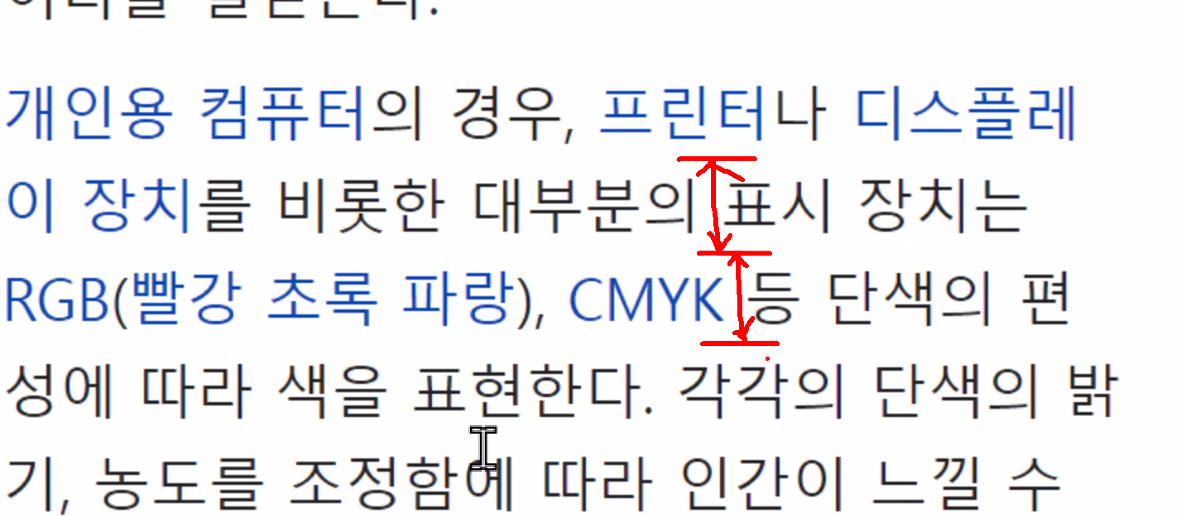 개인용 컴퓨터의 경우, 프린터나 디스플레
이 장치를 비롯한 대부분의 표시 장치는
RGB(빨강 초록 파랑), CMYK 등 단색의 편
성에 따라 색을 표현한다. 각각의 단색의 밝
기, 농도를 조정함에 따라 인간이 느낄 수